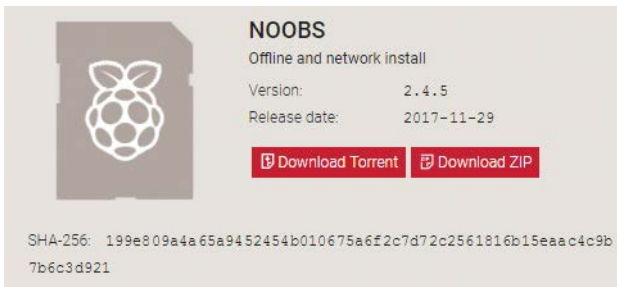 NOOBS
Offline and network install
Version: 2.4.5
Release date: 2017-11-29
Download Torrent Download ZIP
SHA-256: 199e809a4a65a9452454b010675a6f2c7d72c2561816b15eaac4c9b
7b6c3d921